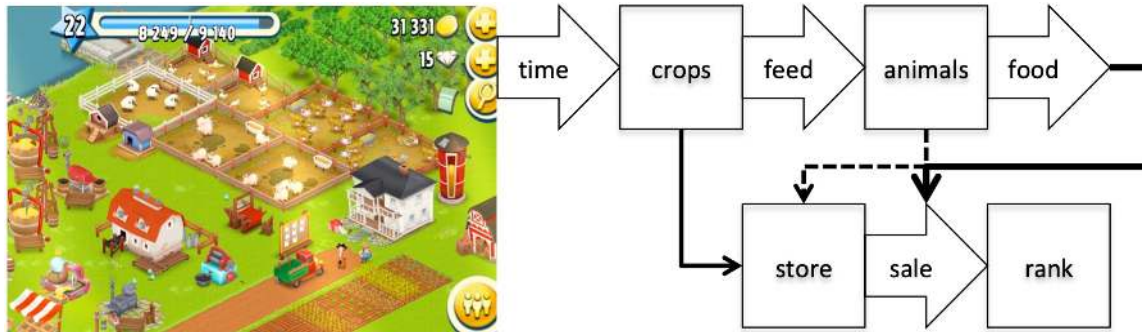 22
8 249 / 9 140
31 331
15
time
crops
feed
animals
food
store
sale
rank